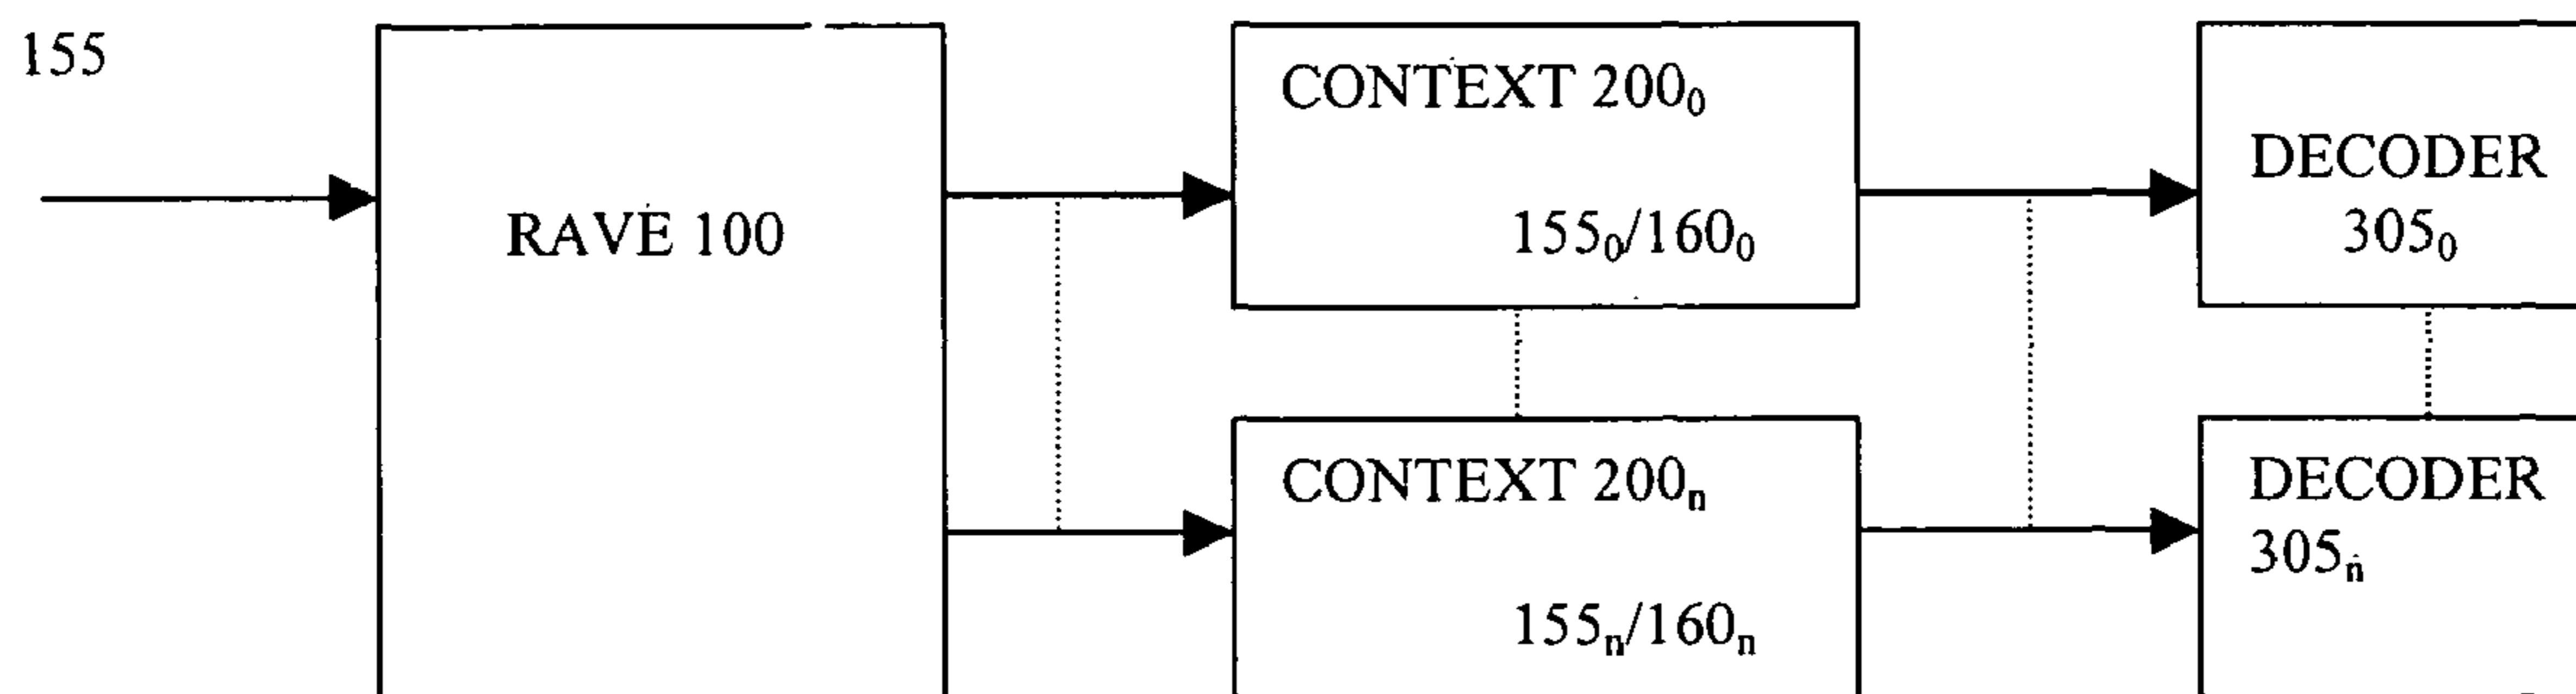 155
RAVE 100
CONTEXT 200₀
155₀/160₀
DECODER
305₀
CONTEXT 200ₙ
155ₙ/160ₙ
DECODER
305ₙ